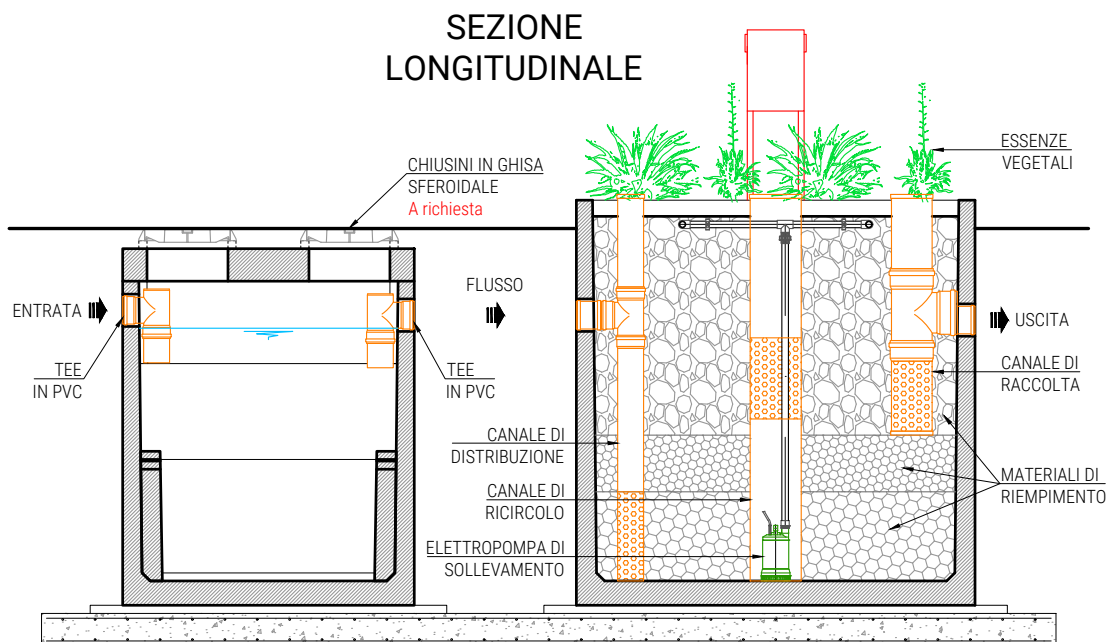 SEZIONE
LONGITUDINALE
CHIUSINI IN GHISA
SFEROIDALE
A richiesta
ESSENZE
VEGETALI
ENTRATA
FLUSSO
USCITA
TEE
IN PVC
TEE
IN PVC
CANALE DI
RACCOLTA
CANALE DI
DISTRIBUZIONE
CANALE DI
RICIRCOLO
MATERIALI DI
RIEMPIMENTO
ELETTROPOMPA DI
SOLLEVAMENTO